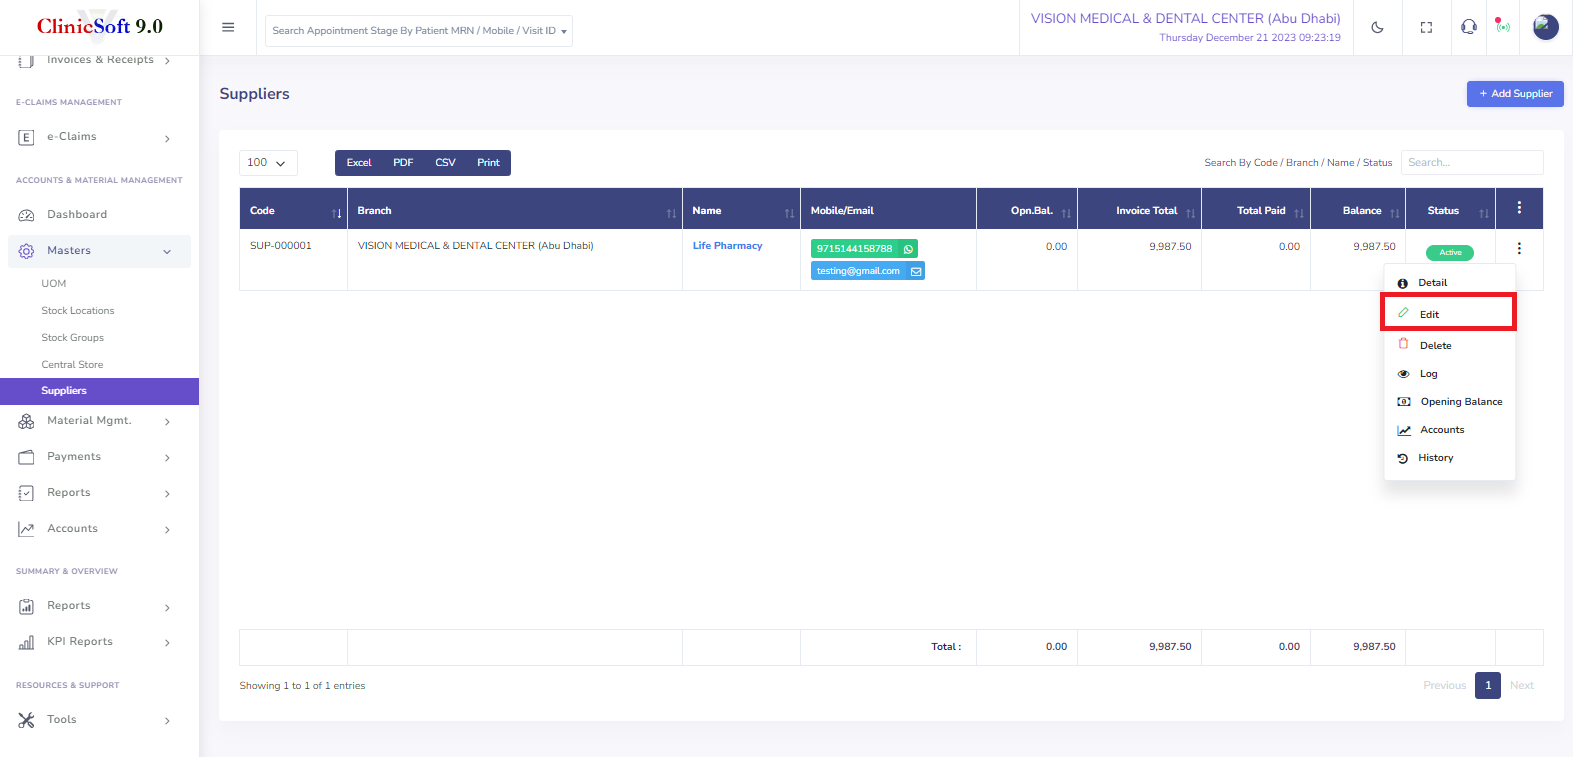 ClinicSoft 9.0
Search Appointment Stage By Patient MRN / Mobile / Visit ID
VISION MEDICAL & DENTAL CENTER (Abu Dhabi)
Thursday December 21 2023 09:23:19
Invoices & Receipts
E-CLAIMS MANAGEMENT
E e-Claims
ACCOUNTS & MATERIAL MANAGEMENT
Dashboard
Masters
UOM
Stock Locations
Stock Groups
Central Store
Suppliers
Material Mgmt.
Payments
Reports
Accounts
SUMMARY & OVERVIEW
Reports
KPI Reports
RESOURCES & SUPPORT
Tools
Suppliers
+ Add Supplier
100
Excel PDF CSV Print
Search By Code / Branch / Name / Status Search...
Code Branch Name Mobile/Email Opn.Bal. Invoice Total Total Paid Balance Status
SUP-000001 VISION MEDICAL & DENTAL CENTER (Abu Dhabi) Life Pharmacy 9715144158788 0.00 9,987.50 0.00 9,987.50 Active
testing@gmail.com
Detail
Edit
Delete
Log
Opening Balance
Accounts
History
Total : 0.00 9,987.50 0.00 9,987.50
Showing 1 to 1 of 1 entries
Previous 1 Next